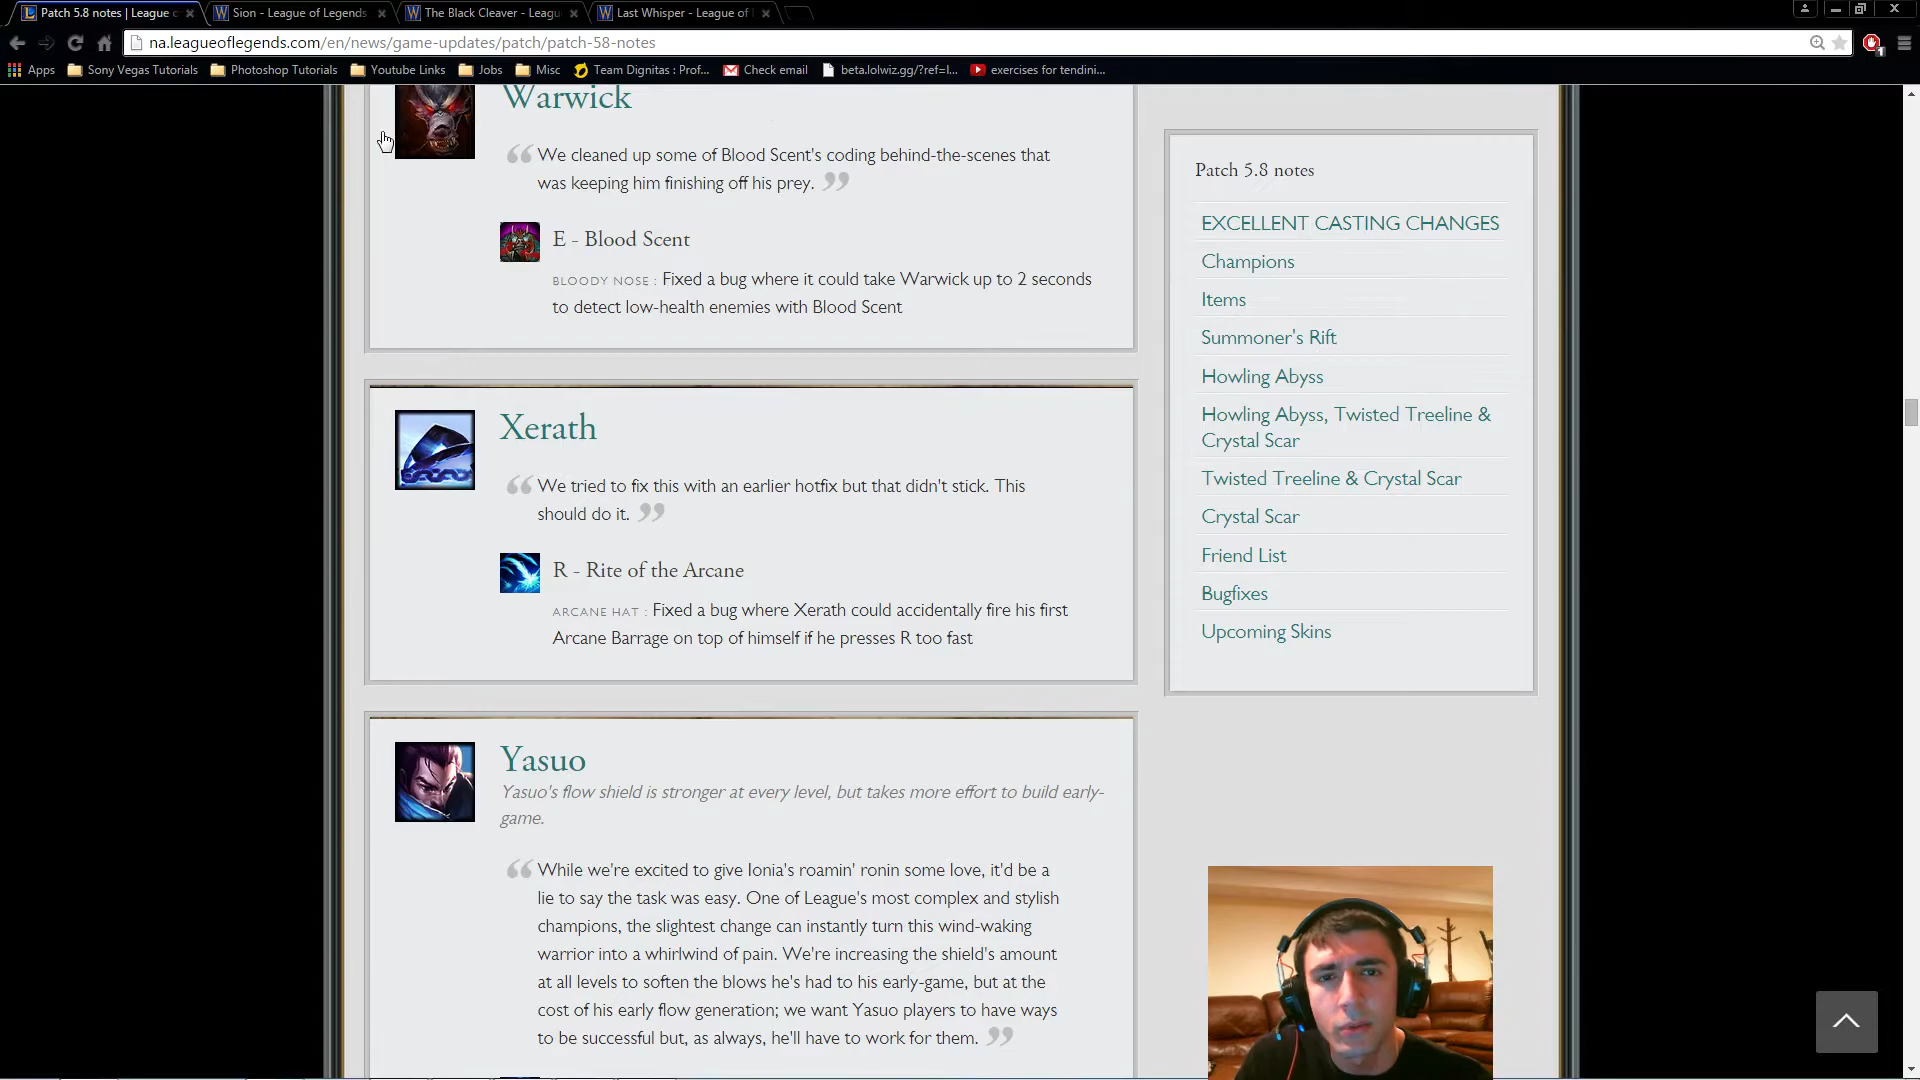 Patch 5.8 notes | League
Sion - League of Legends
The Black Cleaver - Leagu
Last Whisper - League of
na.leagueoflegends.com/en/news/game-updates/patch/patch-58-notes
1
Apps
Sony Vegas Tutorials
Photoshop Tutorials
Youtube Links
Jobs
Misc
Team Dignitas : Prof...
Check email
beta.lolwiz.gg/?ref=l...
exercises for tendini...
Warwick
“ We cleaned up some of Blood Scent's coding behind-the-scenes that
was keeping him finishing off his prey. ”
E - Blood Scent
BLOODY NOSE : Fixed a bug where it could take Warwick up to 2 seconds
to detect low-health enemies with Blood Scent
Xerath
“ We tried to fix this with an earlier hotfix but that didn't stick. This
should do it. ”
R - Rite of the Arcane
ARCANE HAT : Fixed a bug where Xerath could accidentally fire his first
Arcane Barrage on top of himself if he presses R too fast
Yasuo
Yasuo's flow shield is stronger at every level, but takes more effort to build early-
game.
“ While we're excited to give Ionia's roamin' ronin some love, it'd be a
lie to say the task was easy. One of League's most complex and stylish
champions, the slightest change can instantly turn this wind-waking
warrior into a whirlwind of pain. We're increasing the shield's amount
at all levels to soften the blows he's had to his early-game, but at the
cost of his early flow generation; we want Yasuo players to have ways
to be successful but, as always, he'll have to work for them. ”
Patch 5.8 notes
EXCELLENT CASTING CHANGES
Champions
Items
Summoner's Rift
Howling Abyss
Howling Abyss, Twisted Treeline &
Crystal Scar
Twisted Treeline & Crystal Scar
Crystal Scar
Friend List
Bugfixes
Upcoming Skins